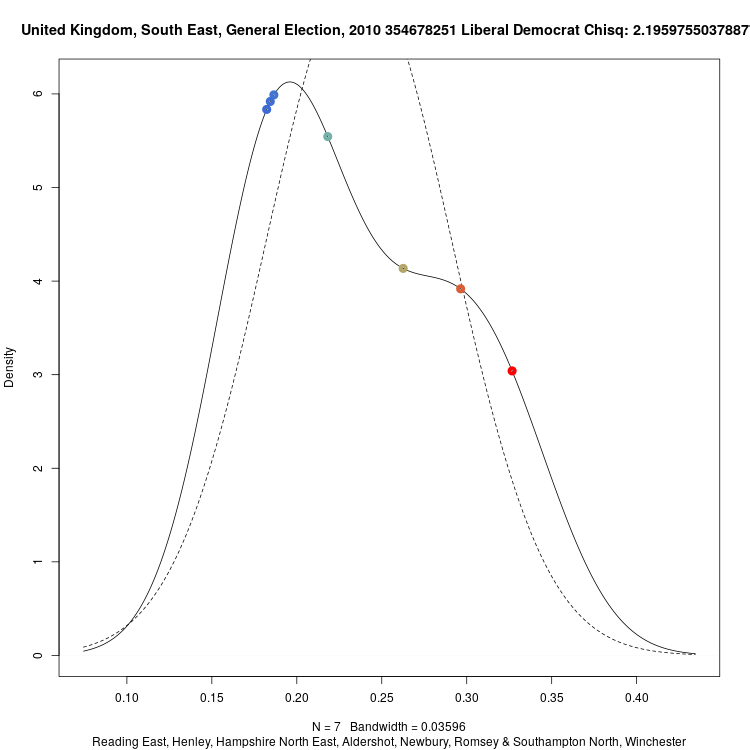 United Kingdom, South East, General Election, 2010 354678251 Liberal Democrat Chisq: 2.1959755037887
Density
0
1
2
3
4
5
6
0.10 0.15 0.20 0.25 0.30 0.35 0.40
N = 7 Bandwidth = 0.03596
Reading East, Henley, Hampshire North East, Aldershot, Newbury, Romsey & Southampton North, Winchester